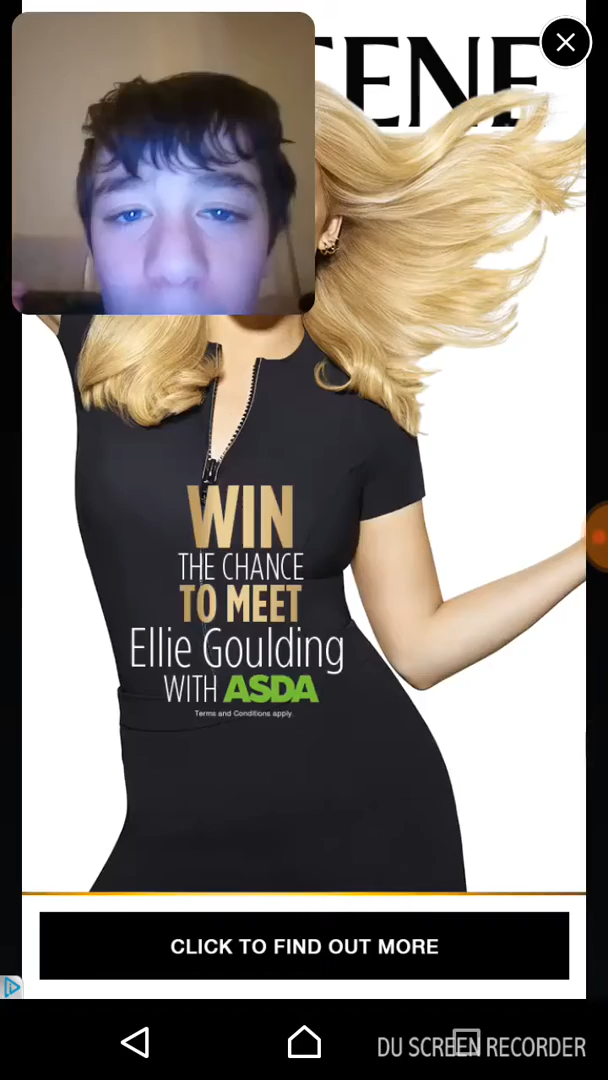 ENE
WIN
THE CHANCE
TO MEET
Ellie Goulding
WITH ASDA
Terms and Conditions apply.
CLICK TO FIND OUT MORE
DU SCREEN RECORDER